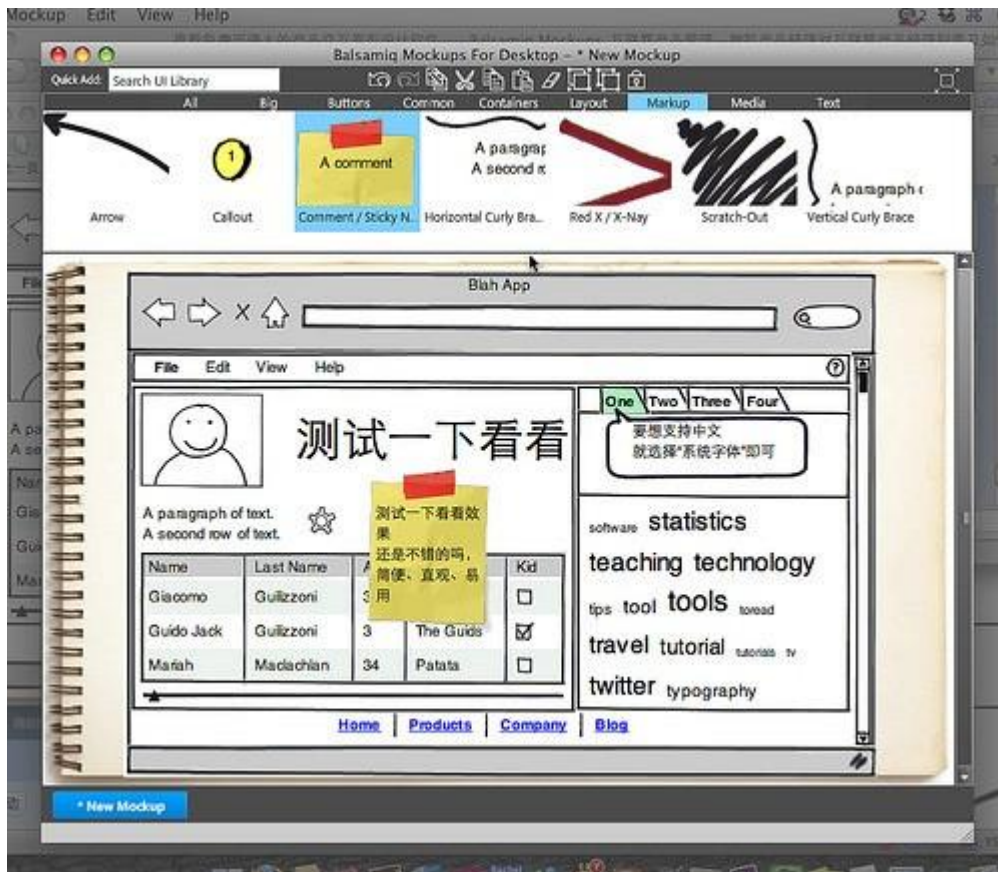 Mockup Edit View Help
Balsamiq Mockups For Desktop - * New Mockup
Quick Add: Search UI Library
All Big Buttons Common Containers Layout Markup Media Text
1
A comment
A paragrap
A second r
A paragraph
Arrow Callout Comment / Sticky N... Horizontal Curly Bra... Red X / X-Nay Scratch-Out Vertical Curly Brace
Blah App
File Edit View Help ?
One Two Three Four
测试一下看看
要想支持中文
就选择“系统字体”即可
A paragraph of text.
A second row of text.
测试一下看看效
果
还是不错的吗，
简便、直观、易
用
Name Last Name A Kid
Giacomo Guilizzoni 3
Guido Jack Guilizzoni 3 The Guids
Mariah Maclachlan 34 Patata
software statistics
teaching technology
tips tool tools toread
travel tutorial tutorials tv
twitter typography
Home Products Company Blog
* New Mockup